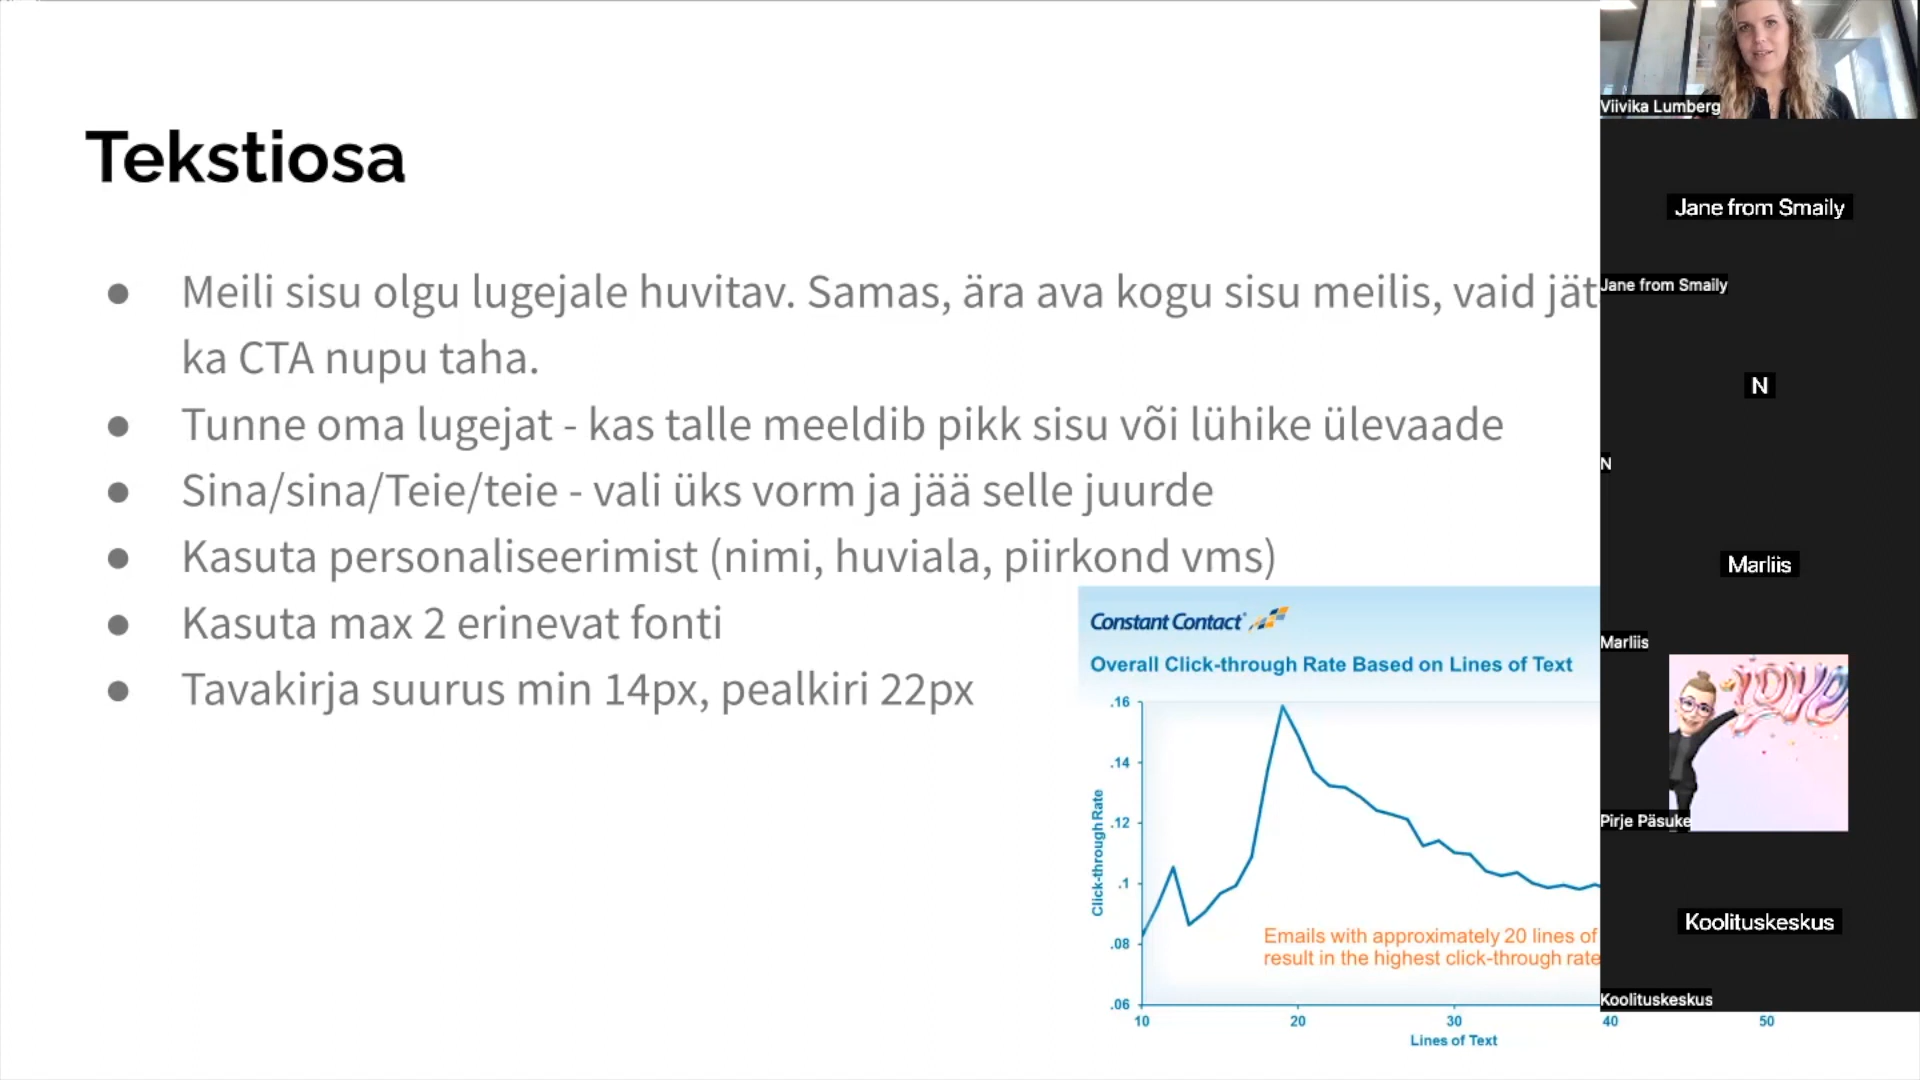 Tekstiosa
● Meili sisu olgu lugejale huvitav. Samas, ära ava kogu sisu meilis, vaid jät
ka CTA nupu taha.
● Tunne oma lugejat - kas talle meeldib pikk sisu või lühike ülevaade
● Sina/sina/Teie/teie - vali üks vorm ja jää selle juurde
● Kasuta personaliseerimist (nimi, huviala, piirkond vms)
● Kasuta max 2 erinevat fonti
● Tavakirja suurus min 14px, pealkiri 22px
Constant Contact
Overall Click-through Rate Based on Lines of Text
Click-through Rate
.16
.14
.12
.1
.08
.06
Emails with approximately 20 lines of
result in the highest click-through rate
10 20 30 40 50
Lines of Text
Viivika Lumberg
Jane from Smaily
Jane from Smaily
N
N
Marliis
Marliis
Pirje Päsuke
Koolituskeskus
Koolituskeskus